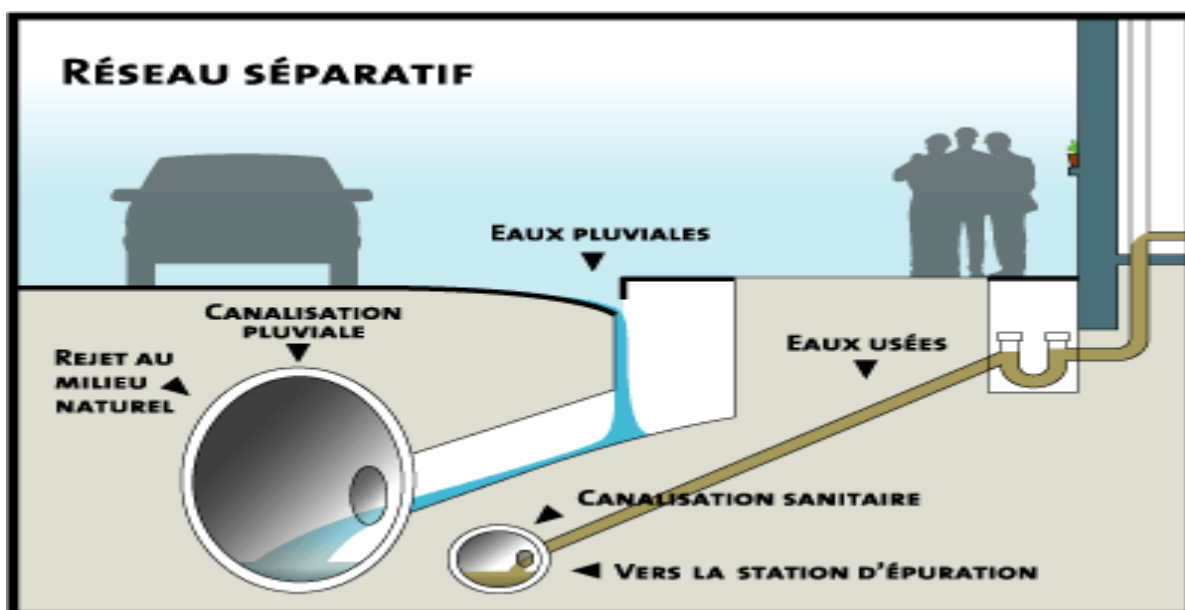 RÉSEAU SÉPARATIF
EAUX PLUVIALES
CANALISATION
PLUVIALE
REJET AU
MILIEU
NATUREL
EAUX USÉES
CANALISATION SANITAIRE
VERS LA STATION D'ÉPURATION